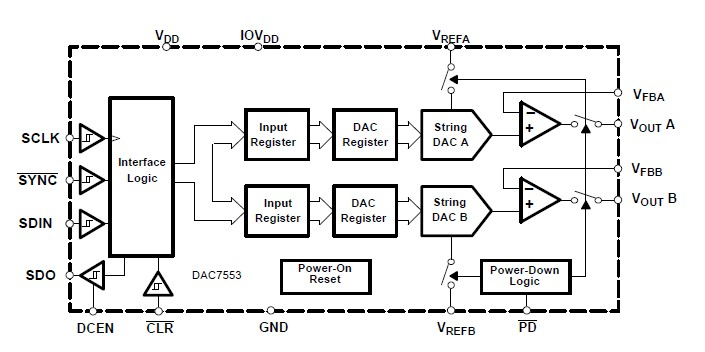 VDD
IOVDD
VREFA
VFBA
VOUT A
VFBB
VOUT B
SCLK
SYNC
SDIN
SDO
Interface
Logic
Input
Register
DAC
Register
String
DAC A
-
+
Input
Register
DAC
Register
String
DAC B
-
+
DAC7553
Power-On
Reset
Power-Down
Logic
DCEN
CLR
GND
VREFB
PD